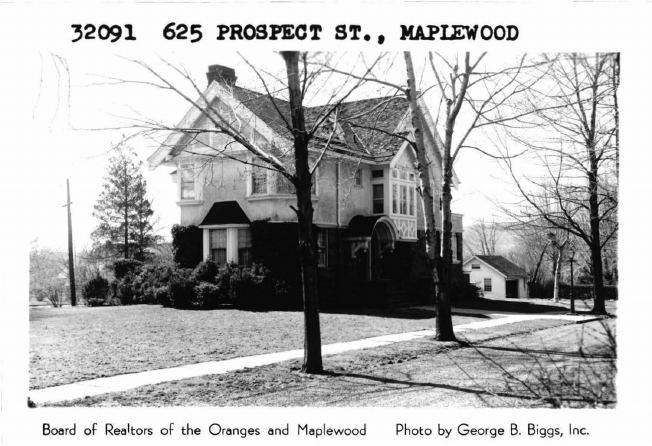 32091 625 PROSPECT ST., MAPLEWOOD
Board of Realtors of the Oranges and Maplewood Photo by George B. Biggs, Inc.